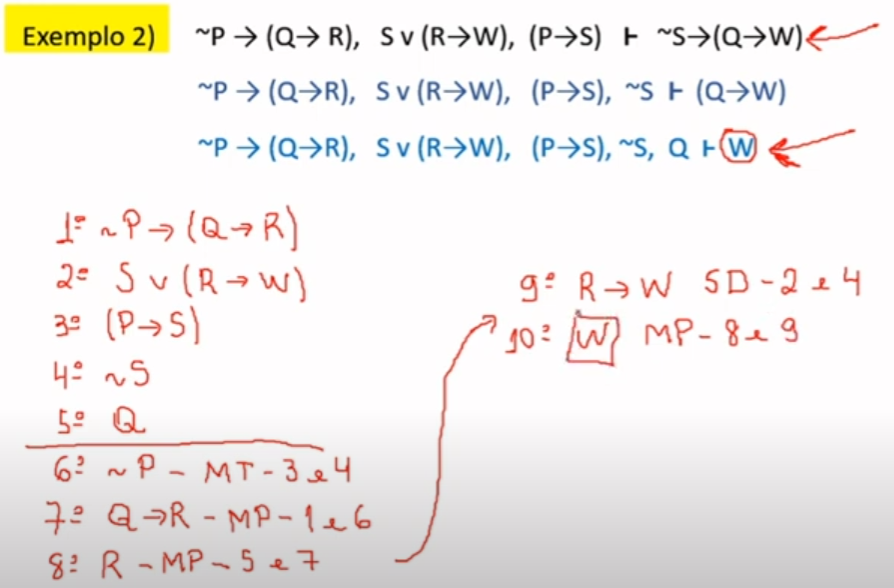 Exemplo 2) ~P → (Q→ R), S v (R→W), (P→S) Ⱶ ~S→(Q→W)
~P → (Q→R), S v (R→W), (P→S), ~S Ⱶ (Q→W)
~P → (Q→R), S v (R→W), (P→S), ~S, Q Ⱶ W
1º ~P → (Q → R)
2º S v (R → W)
3º (P→S)
4º ~S
5º Q
6º ~P - MT - 3 e 4
7º Q→R - MP - 1 e 6
8º R - MP - 5 e 7
9º R → W SD - 2 e 4
10º W MP - 8 e 9